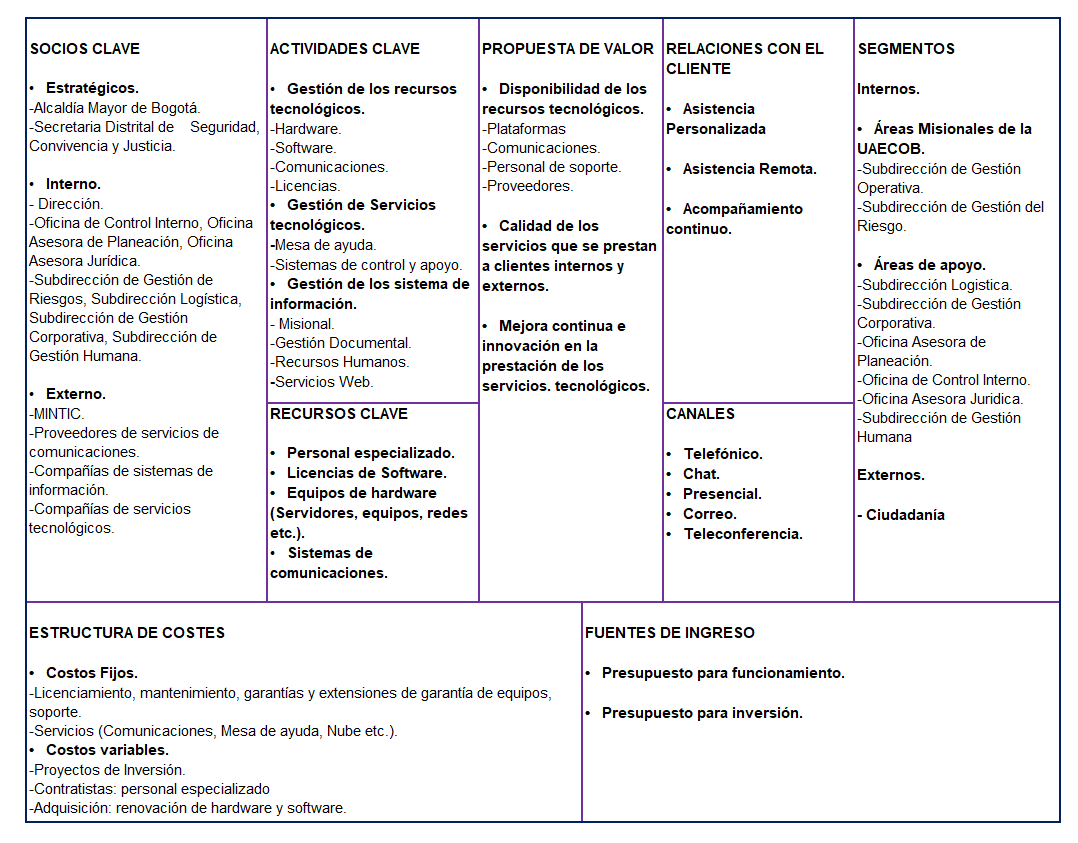 SOCIOS CLAVE
• Estratégicos.
-Alcaldía Mayor de Bogotá.
-Secretaria Distrital de Seguridad,
Convivencia y Justicia.
• Interno.
- Dirección.
-Oficina de Control Interno, Oficina
Asesora de Planeación, Oficina
Asesora Jurídica.
-Subdirección de Gestión de
Riesgos, Subdirección Logística,
Subdirección de Gestión
Corporativa, Subdirección de
Gestión Humana.
• Externo.
-MINTIC.
-Proveedores de servicios de
comunicaciones.
-Compañías de sistemas de
información.
-Compañías de servicios
tecnológicos.
ACTIVIDADES CLAVE
• Gestión de los recursos
tecnológicos.
-Hardware.
-Software.
-Comunicaciones.
-Licencias.
• Gestión de Servicios
tecnológicos.
-Mesa de ayuda.
-Sistemas de control y apoyo.
• Gestión de los sistema de
información.
- Misional.
-Gestión Documental.
-Recursos Humanos.
-Servicios Web.
RECURSOS CLAVE
• Personal especializado.
• Licencias de Software.
• Equipos de hardware
(Servidores, equipos, redes
etc.).
• Sistemas de
comunicaciones.
PROPUESTA DE VALOR
• Disponibilidad de los
recursos tecnológicos.
-Plataformas
-Comunicaciones.
-Personal de soporte.
-Proveedores.
• Calidad de los
servicios que se prestan
a clientes internos y
externos.
• Mejora continua e
innovación en la
prestación de los
servicios. tecnológicos.
RELACIONES CON EL
CLIENTE
• Asistencia
Personalizada
• Asistencia Remota.
• Acompañamiento
continuo.
CANALES
• Telefónico.
• Chat.
• Presencial.
• Correo.
• Teleconferencia.
SEGMENTOS
Internos.
• Áreas Misionales de la
UAECOB.
-Subdirección de Gestión
Operativa.
-Subdirección de Gestión del
Riesgo.
• Áreas de apoyo.
-Subdirección Logistica.
-Subdirección de Gestión
Corporativa.
-Oficina Asesora de
Planeación.
-Oficina de Control Interno.
-Oficina Asesora Juridica.
-Subdirección de Gestión
Humana
Externos.
- Ciudadanía
ESTRUCTURA DE COSTES
• Costos Fijos.
-Licenciamiento, mantenimiento, garantías y extensiones de garantía de equipos,
soporte.
-Servicios (Comunicaciones, Mesa de ayuda, Nube etc.).
• Costos variables.
-Proyectos de Inversión.
-Contratistas: personal especializado
-Adquisición: renovación de hardware y software.
FUENTES DE INGRESO
• Presupuesto para funcionamiento.
• Presupuesto para inversión.